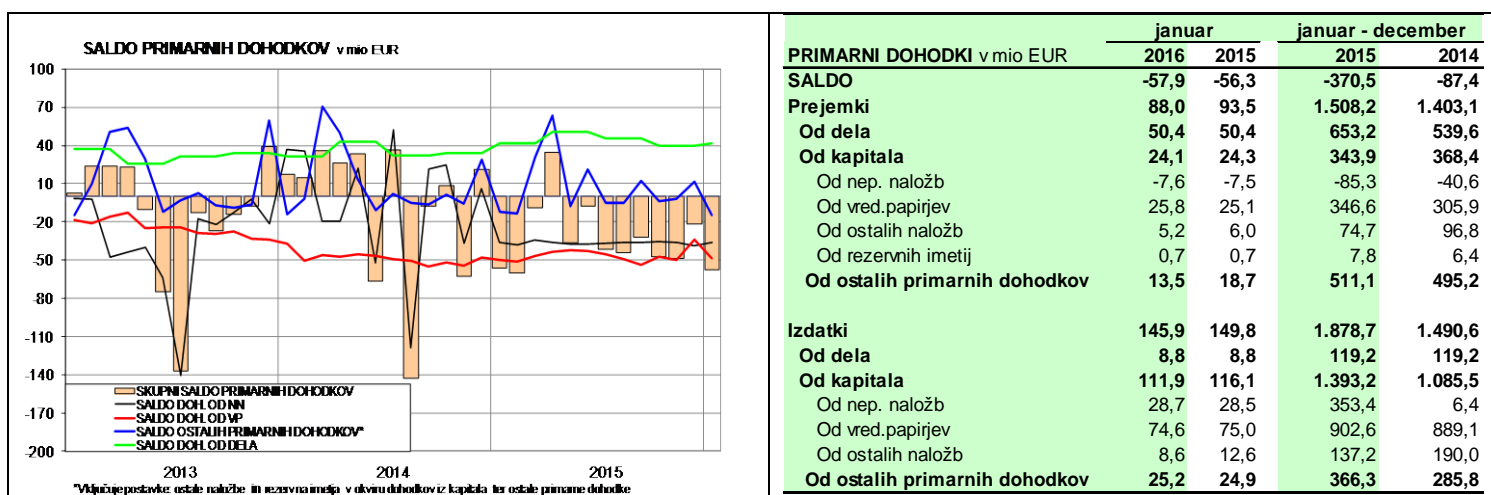 SALDO PRIMARNIH DOHODKOV v mio EUR
100
70
40
10
-20
-50
-80
-110
-140
-170
-200
SKUPNI SALDO PRIMARNIH DOHODKOV
SALDO DOH. OD NN
SALDO DOH. OD VP
SALDO OSTALIH PRIMARNIH DOHODKOV*
SALDO DOH. OD DELA
2013 2014 2015
*Vključuje postavke: ostale naložbe in rezervna imetja v okviru dohodkov iz kapitala ter ostale primarne dohodke
januar januar - december
PRIMARNI DOHODKI v mio EUR 2016 2015 2015 2014
SALDO -57,9 -56,3 -370,5 -87,4
Prejemki 88,0 93,5 1.508,2 1.403,1
Od dela 50,4 50,4 653,2 539,6
Od kapitala 24,1 24,3 343,9 368,4
Od nep. naložb -7,6 -7,5 -85,3 -40,6
Od vred.papirjev 25,8 25,1 346,6 305,9
Od ostalih naložb 5,2 6,0 74,7 96,8
Od rezervnih imetij 0,7 0,7 7,8 6,4
Od ostalih primarnih dohodkov 13,5 18,7 511,1 495,2
Izdatki 145,9 149,8 1.878,7 1.490,6
Od dela 8,8 8,8 119,2 119,2
Od kapitala 111,9 116,1 1.393,2 1.085,5
Od nep. naložb 28,7 28,5 353,4 6,4
Od vred.papirjev 74,6 75,0 902,6 889,1
Od ostalih naložb 8,6 12,6 137,2 190,0
Od ostalih primarnih dohodkov 25,2 24,9 366,3 285,8